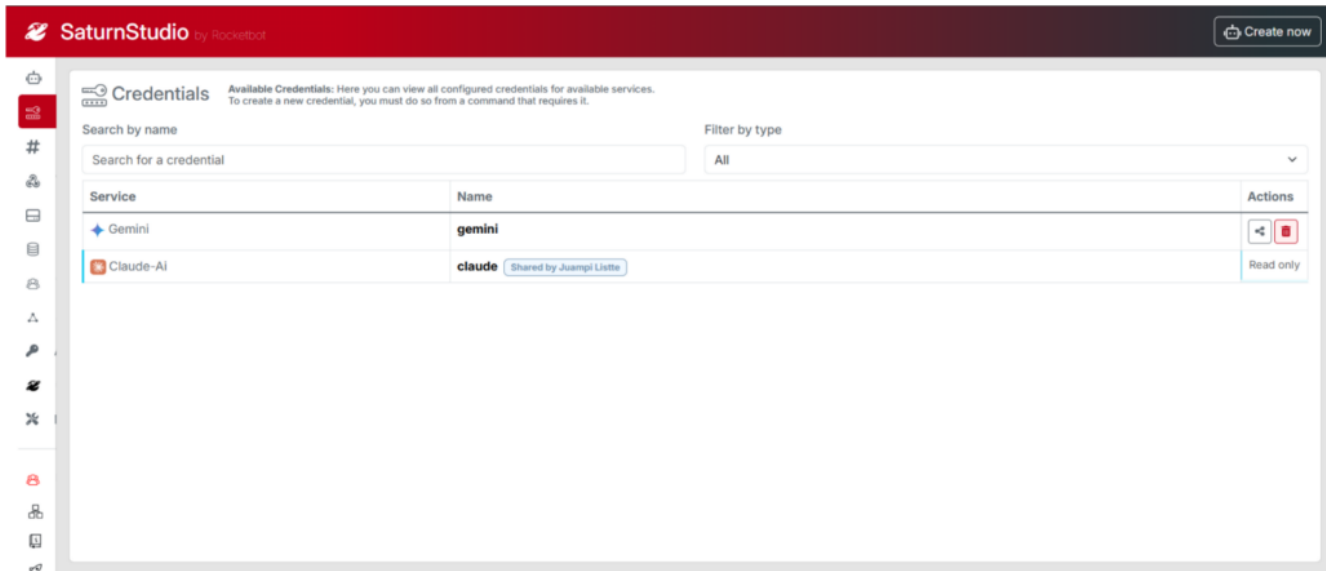 SaturnStudio by Rocketbot
Create now
Credentials
Available Credentials: Here you can view all configured credentials for available services.
To create a new credential, you must do so from a command that requires it.
Search by name
Filter by type
Search for a credential
All
Service Name Actions
Gemini gemini
Claude-Ai claude Shared by Juampi Listte Read only